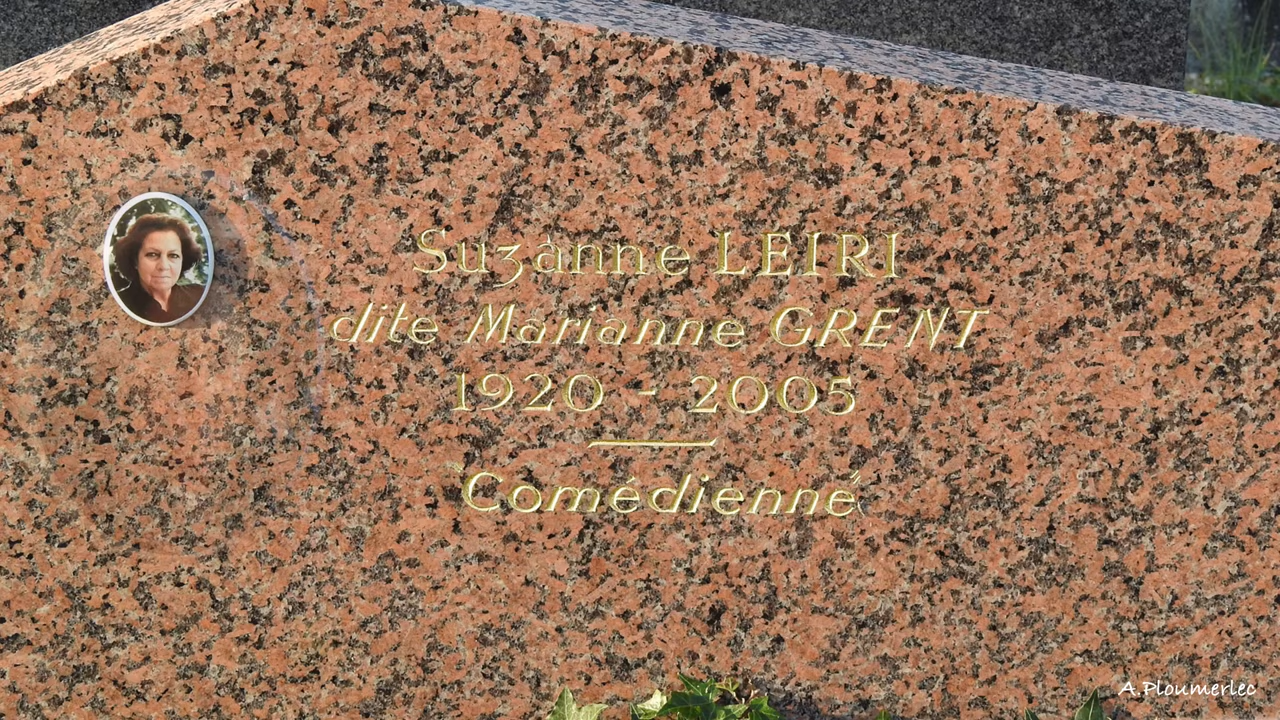 Suzanne LEIRI
dite Marianne GRENT
1920 - 2005
"Comédienne"
A.Ploumerlec